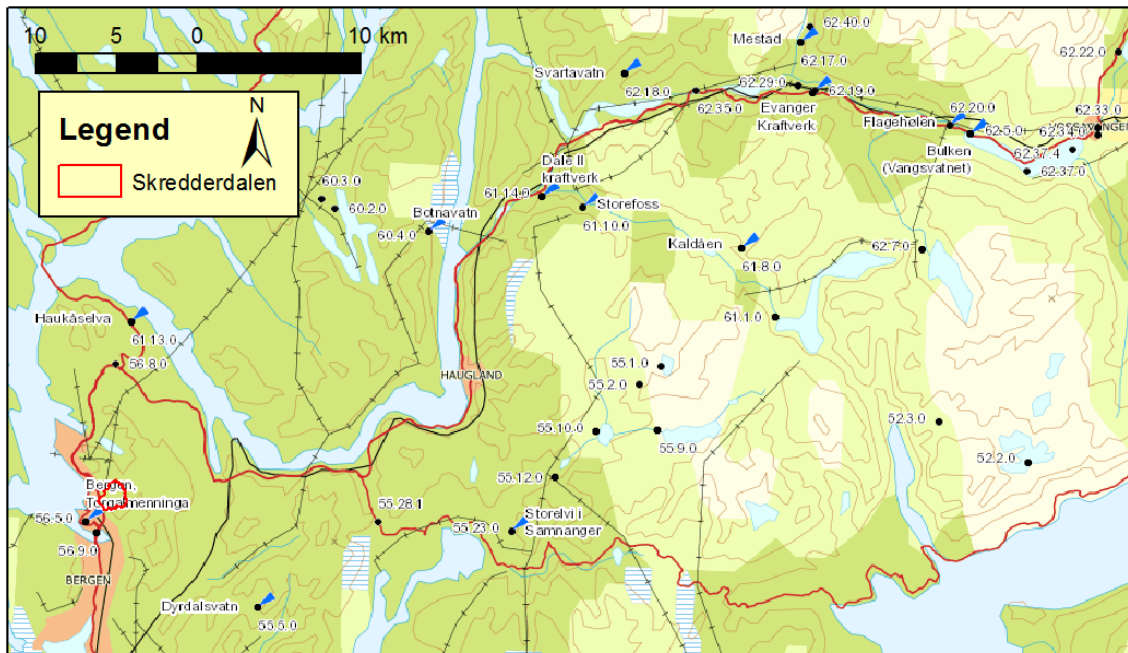 10 5 0 10 km
N
Legend
Skredderdalen
62.40.0
Mestad
62.22.0
Svartavatn
62.17.0
62.29.0
62.18.0
62.19.0
62.35.0
Evanger
Kraftverk
62.20.0
62.33.0
Flagehølen
62.5.0
62.34.0
Bulken
(Vangsvatnet)
62.37.4
62.37.0
Dale II
kraftverk
61.14.0
Storefoss
61.10.0
60.3.0
60.2.0
Botnavatn
60.4.0
Kaldåen
61.8.0
62.7.0
Haukåselva
61.13.0
61.1.0
56.8.0
HAUGLAND
55.1.0
55.2.0
55.10.0
55.9.0
52.3.0
52.2.0
55.12.0
Bergen,
Torgalmenninga
56.5.0
55.28.1
55.23.0
Storelvi i
Samnanger
56.9.0
BERGEN
Dyrdalsvatn
55.5.0